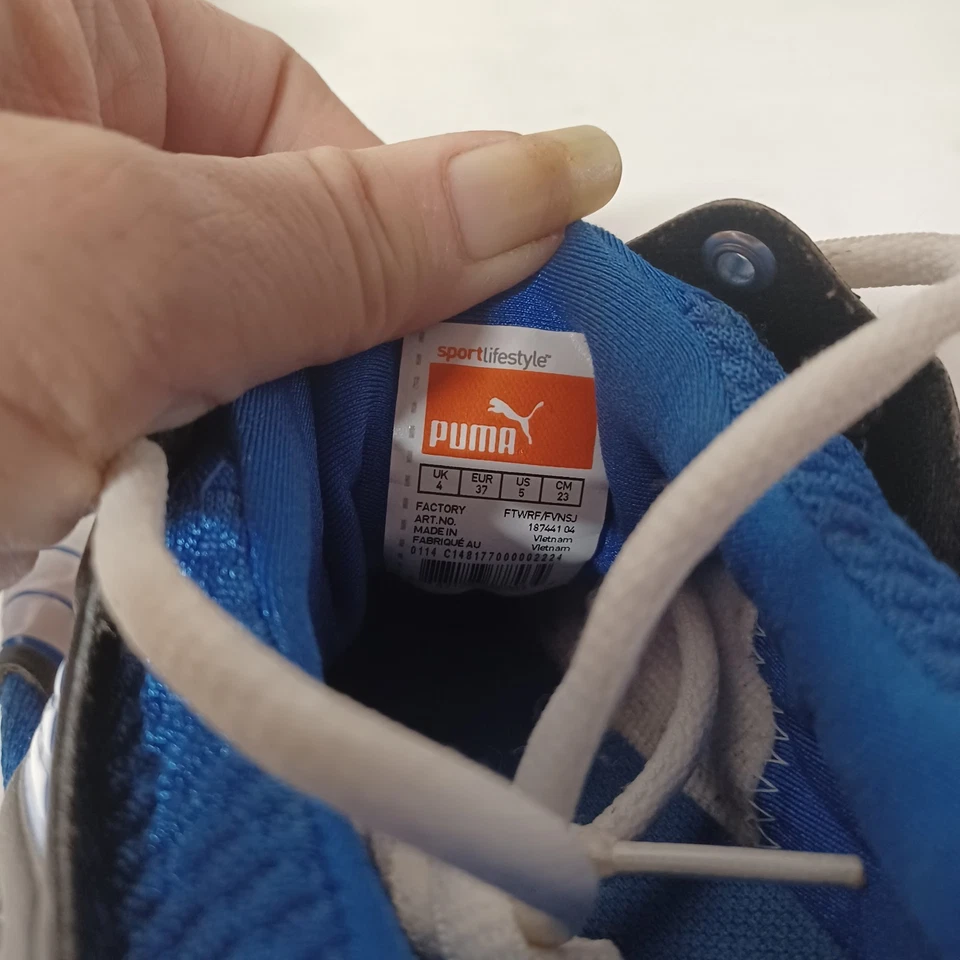 sportlifestyle™
PUMA
UK EUR US CM
4 37 5 23
FACTORY FTWRF/FVNSJ
ART.NO. 187441 04
MADE IN Vietnam
FABRIQUÉ AU Vietnam
0114 C148177000002224